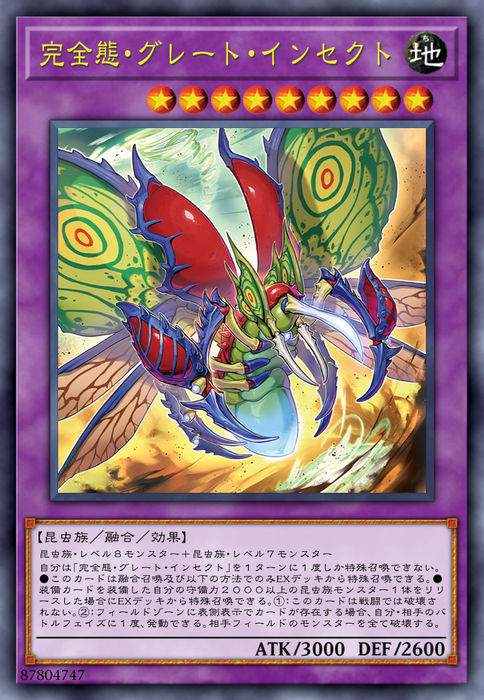 完全態・グレート・インセクト
地
ち
【昆虫族／融合／効果】
昆虫族・レベル８モンスター＋昆虫族・レベル７モンスター
自分は「完全態・グレート・インセクト」を１ターンに１度しか特殊召喚できない。
●このカードは融合召喚及び以下の方法でのみEXデッキから特殊召喚できる。●
装備カードを装備した自分の守備力２０００以上の昆虫族モンスター１体をリリ
ースした場合にEXデッキから特殊召喚できる。①：このカードは戦闘では破壊さ
れない。②：フィールドゾーンに表側表示でカードが存在する場合、自分・相手のバ
トルフェイズに１度、発動できる。相手フィールドのモンスターを全て破壊する。
ATK/3000 DEF/2600
87804747